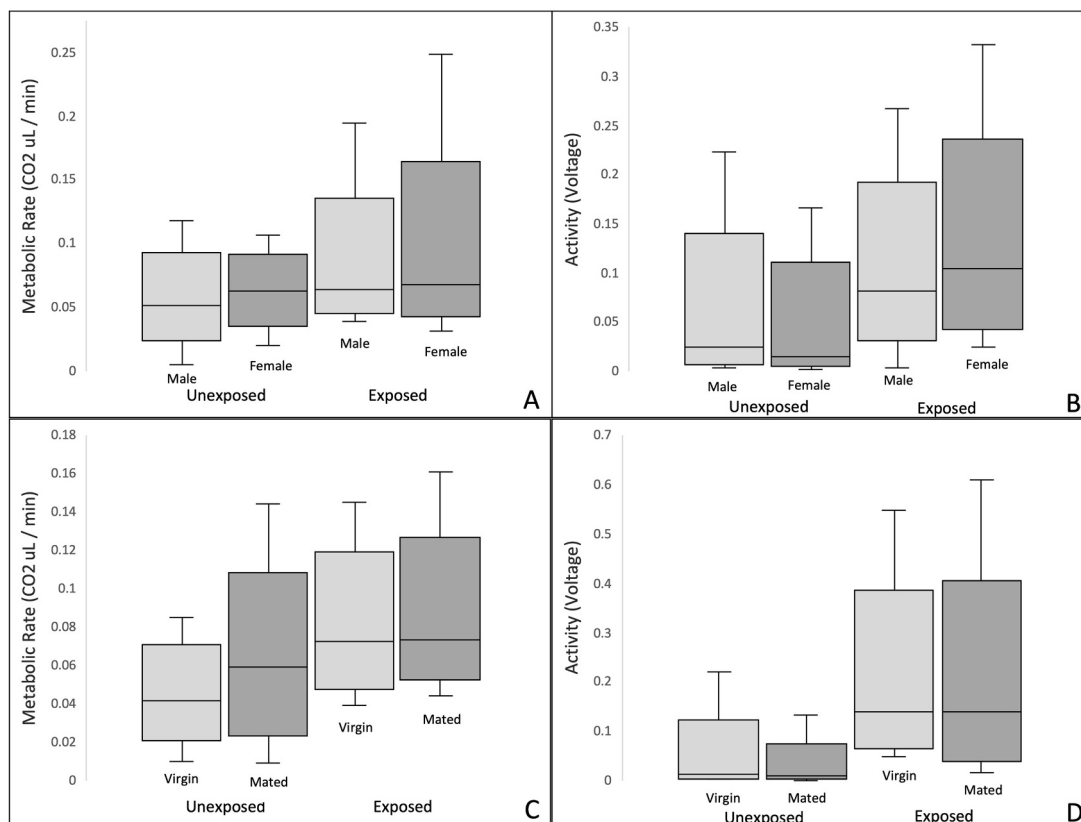 Metabolic Rate (CO2 uL / min)
0.25
0.2
0.15
0.1
0.05
0
Male
Female
Male
Female
Unexposed
Exposed
A
Activity (Voltage)
0.35
0.3
0.25
0.2
0.15
0.1
0.05
0
Male
Female
Male
Female
Unexposed
Exposed
B
Metabolic Rate (CO2 uL / min)
0.18
0.16
0.14
0.12
0.1
0.08
0.06
0.04
0.02
0
Virgin
Mated
Virgin
Mated
Unexposed
Exposed
C
Activity (Voltage)
0.7
0.6
0.5
0.4
0.3
0.2
0.1
0
Virgin
Mated
Virgin
Mated
Unexposed
Exposed
D